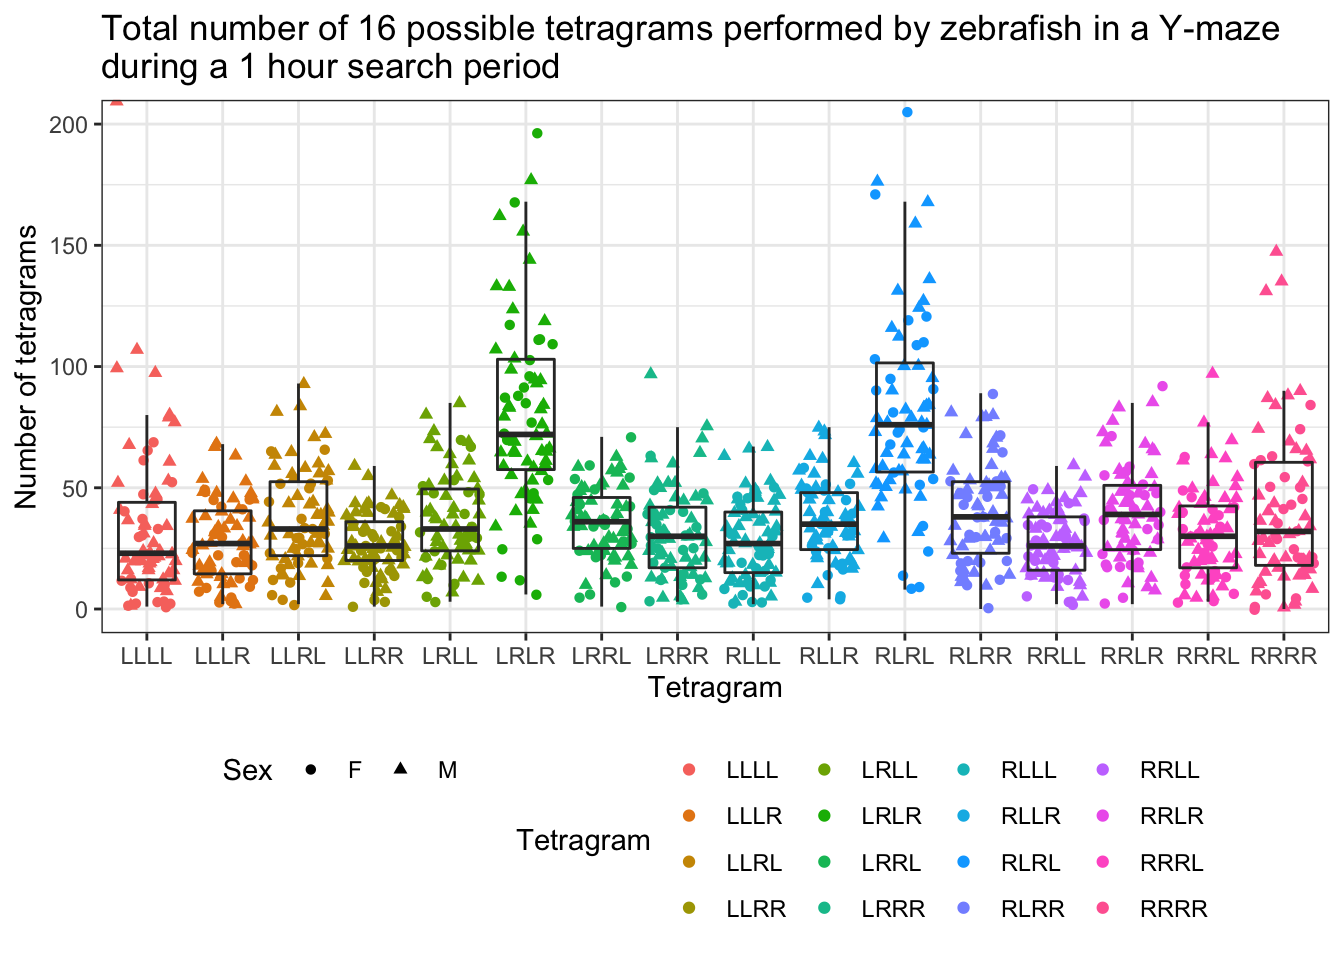 Total number of 16 possible tetragrams performed by zebrafish in a Y-maze
during a 1 hour search period
Number of tetragrams
200
150
100
50
0
LLLL LLLR LLRL LLRR LRLL LRLR LRRL LRRR RLLL RLLR RLRL RLRR RRLL RRLR RRRL RRRR
Tetragram
Sex F M
Tetragram
LLLL LRLL RLLL RRLL
LLLR LRLR RLLR RRLR
LLRL LRRL RLRL RRRL
LLRR LRRR RLRR RRRR